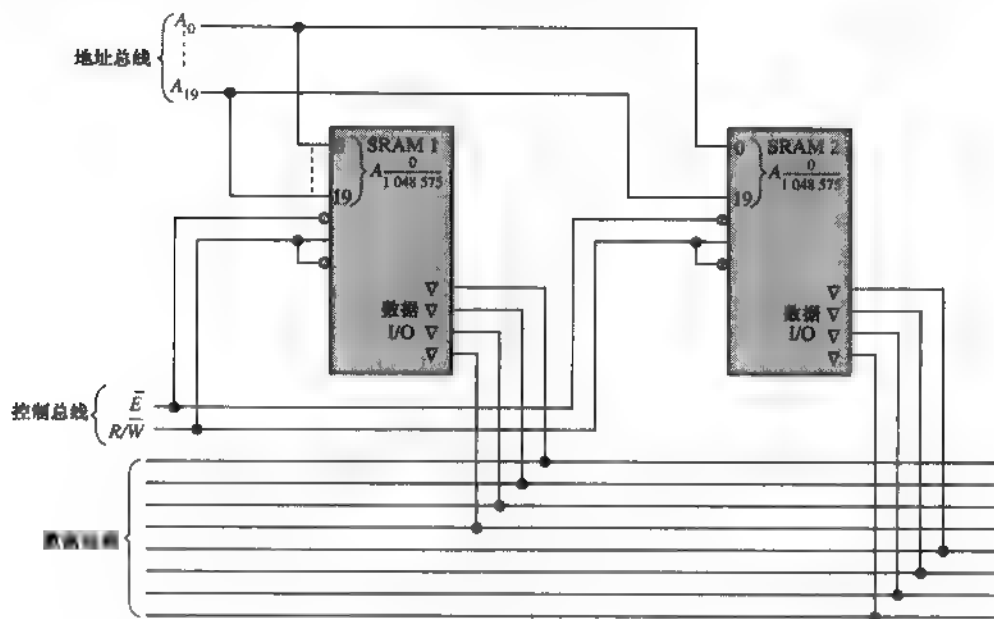 A₀
地址总线
A₁₉
SRAM 1
A 0/1 048 575
19
数据
I/O
SRAM 2
0
A 0/1 048 575
19
数据
I/O
控制总线
E̅
R/W̅